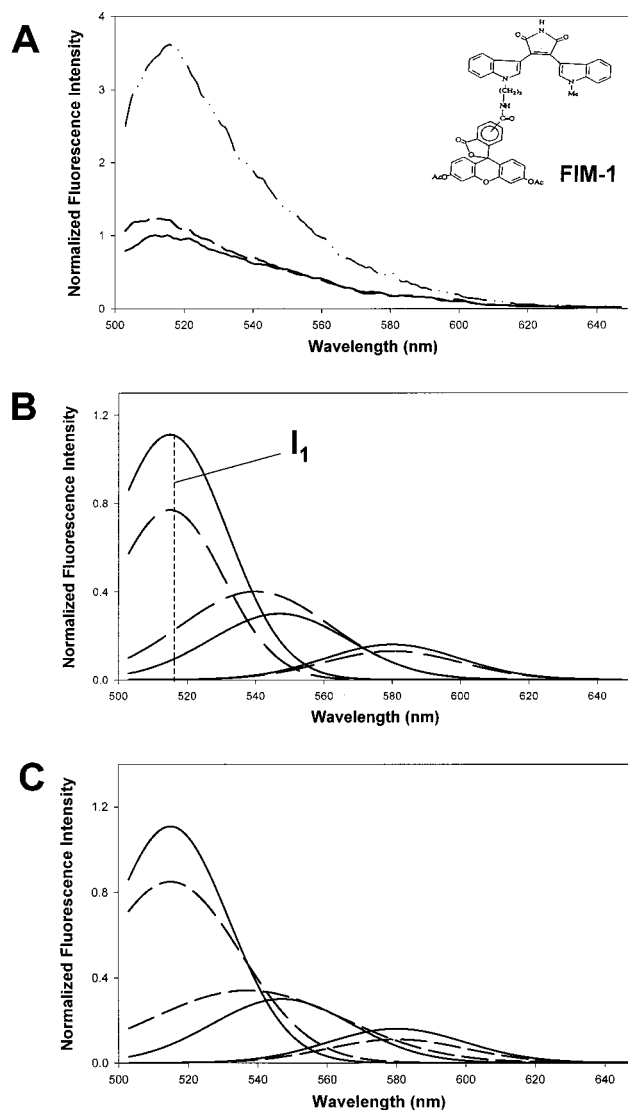 A
Normalized Fluorescence Intensity
4
3
2
1
0
500 520 540 560 580 600 620 640
Wavelength (nm)
H
N
O O
N N
Me
(CH₂)₃
NH
C=O
O
O
AcO O OAc
FIM-1
B
Normalized Fluorescence Intensity
1.2
0.8
0.4
0.0
500 520 540 560 580 600 620 640
Wavelength (nm)
I₁
C
Normalized Fluorescence Intensity
1.2
0.8
0.4
0.0
500 520 540 560 580 600 620 640
Wavelength (nm)